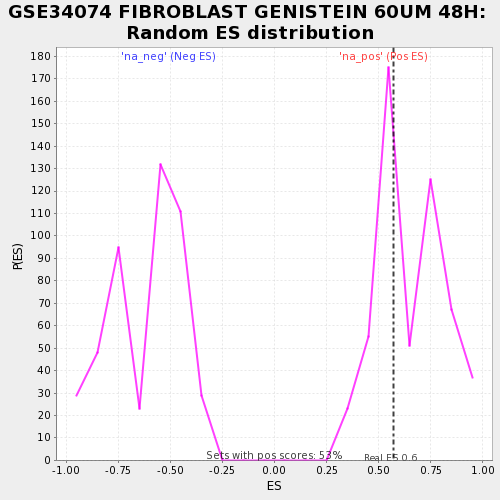 GSE34074 FIBROBLAST GENISTEIN 60UM 48H:
Random ES distribution
'na_neg' (Neg ES)
'na_pos' (Pos ES)
180
170
160
150
140
130
120
110
100
90
80
70
60
50
40
30
20
10
0
P(ES)
Sets with pos scores: 53%
Real ES 0.6
-1.00 -0.75 -0.50 -0.25 0.00 0.25 0.50 0.75 1.00
ES